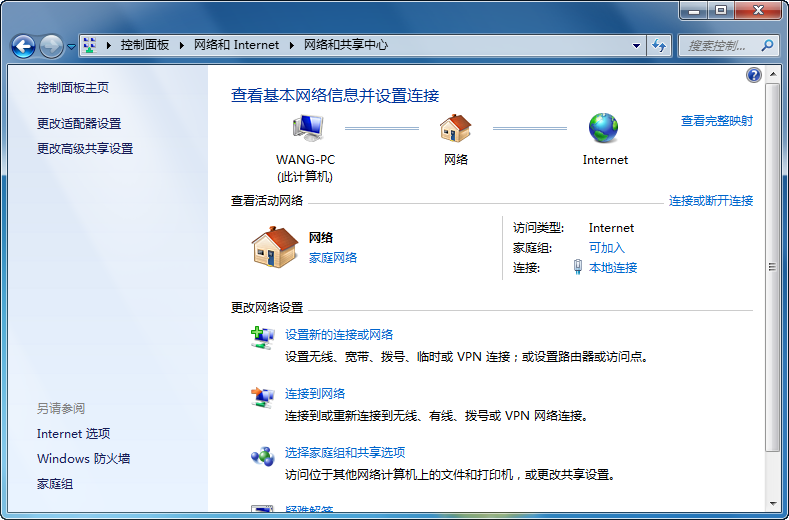 控制面板 网络和 Internet 网络和共享中心
搜索控制...
控制面板主页
更改适配器设置
更改高级共享设置
另请参阅
Internet 选项
Windows 防火墙
家庭组
查看基本网络信息并设置连接
查看完整映射
WANG-PC
(此计算机)
网络
Internet
查看活动网络
连接或断开连接
网络
家庭网络
访问类型: Internet
家庭组: 可加入
连接: 本地连接
更改网络设置
设置新的连接或网络
设置无线、宽带、拨号、临时或 VPN 连接；或设置路由器或访问点。
连接到网络
连接到或重新连接到无线、有线、拨号或 VPN 网络连接。
选择家庭组和共享选项
访问位于其他网络计算机上的文件和打印机，或更改共享设置。
疑难解答